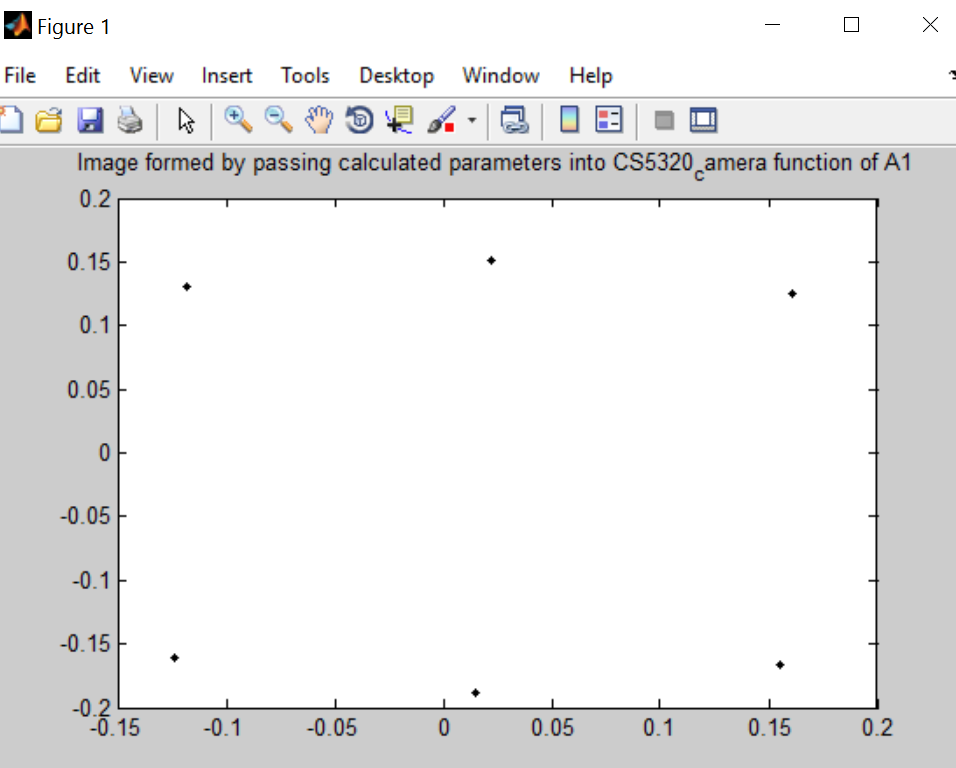 Figure 1
File Edit View Insert Tools Desktop Window Help
Image formed by passing calculated parameters into CS5320camera function of A1
0.2
0.15
0.1
0.05
0
-0.05
-0.1
-0.15
-0.2
-0.15 -0.1 -0.05 0 0.05 0.1 0.15 0.2